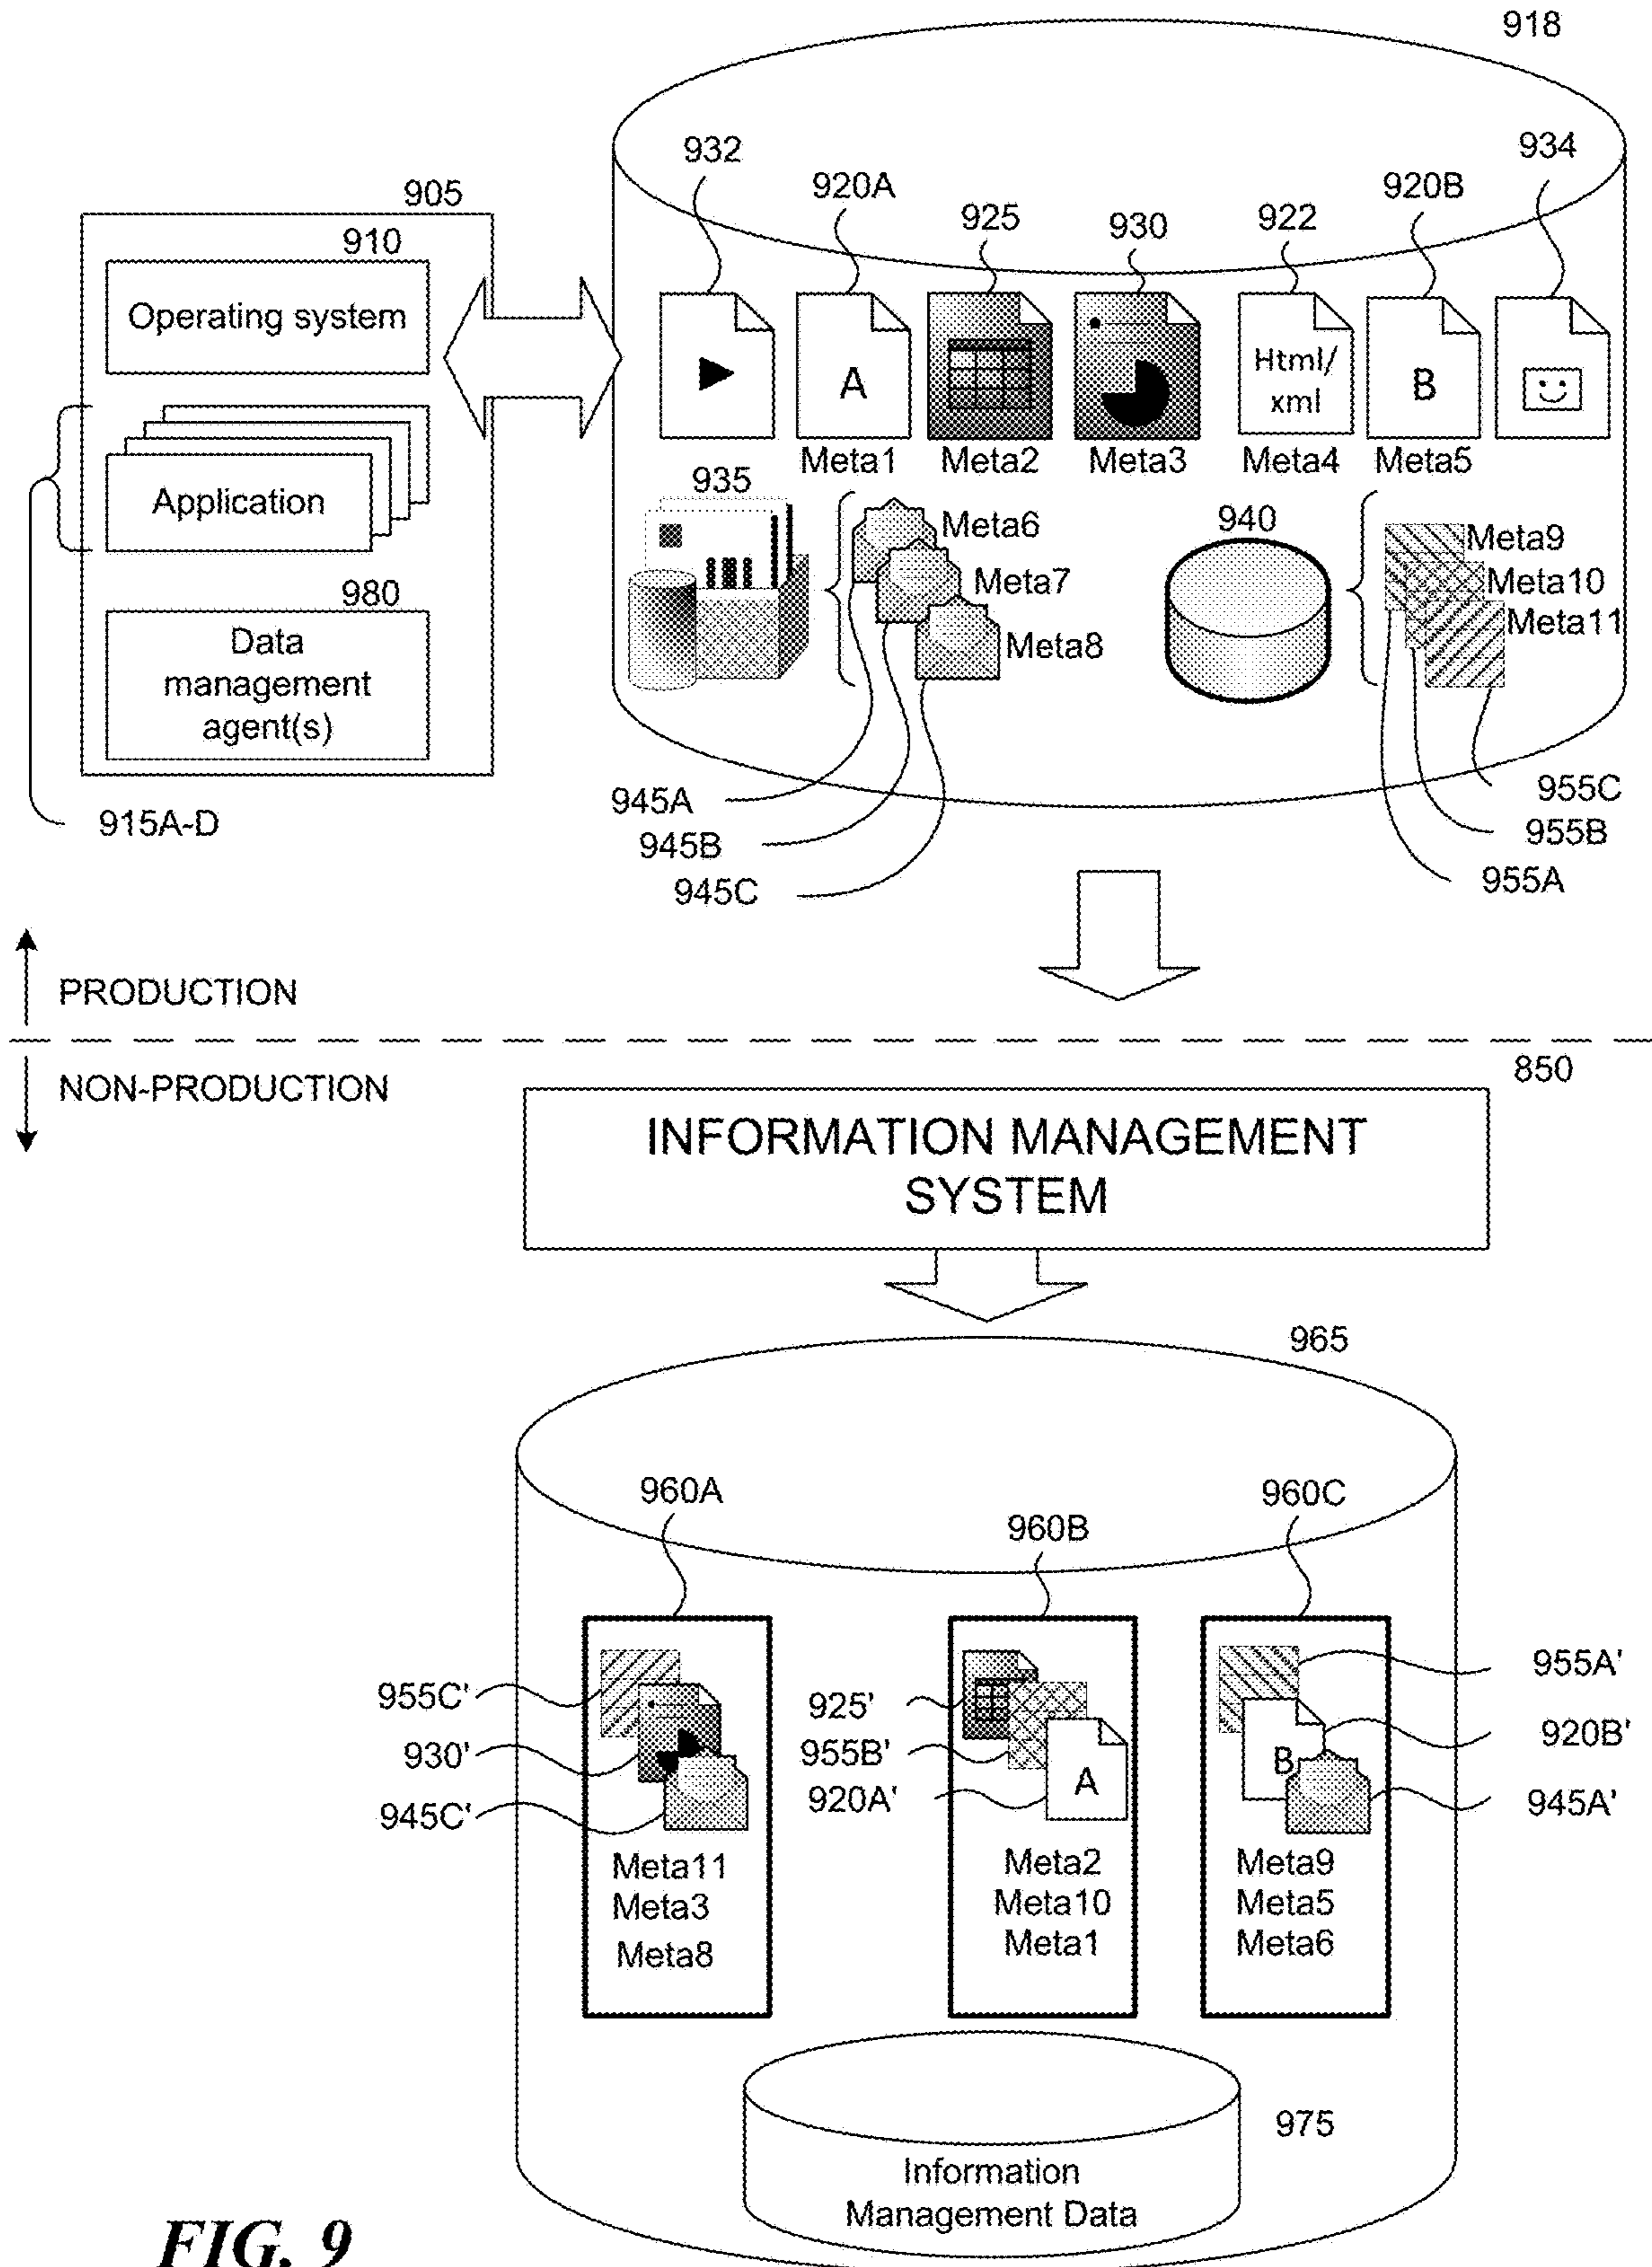 918
932
934
920A
920B
905
925
922
930
910
Operating system
A
Html/
xml
B
Meta1 Meta2 Meta3 Meta4 Meta5
935
Application
940
Meta6
Meta9
Meta7
Meta10
980
Meta11
Data
management
agent(s)
Meta8
945A
955C
915A-D
945B
955B
945C
955A
PRODUCTION
850
NON-PRODUCTION
INFORMATION MANAGEMENT
SYSTEM
965
960A
960C
960B
955C'
925'
955A'
930'
955B'
920B'
B
A
920A'
945C'
945A'
Meta11
Meta3
Meta8
Meta2
Meta10
Meta1
Meta9
Meta5
Meta6
975
Information
Management Data
FIG. 9